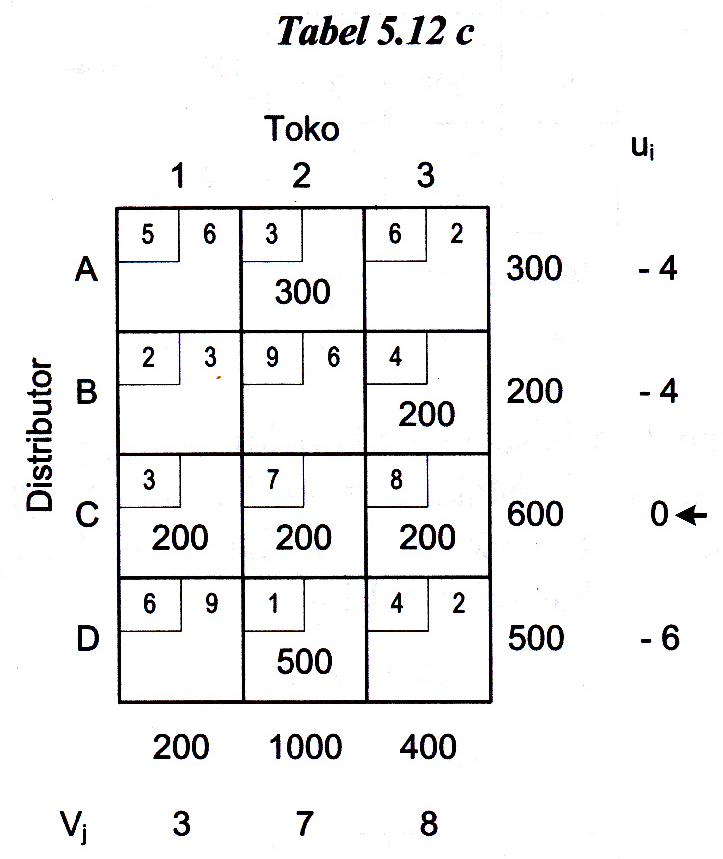 Tabel 5.12 c
Toko
u_i
1 2 3
5 6 3 6 2
A 300 - 4
300
2 3 9 6 4
B 200 - 4
200
Distributor
3 7 8
C 600 0 ←
200 200 200
6 9 1 4 2
D 500 - 6
500
200 1000 400
V_j 3 7 8